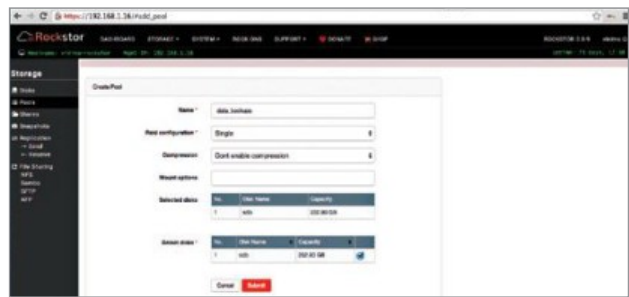 https://192.168.1.16/#add_pool
Rockstor
DASHBOARD STORAGE SYSTEM ROCK-ONS SUPPORT DONATE SHOP
Storage
Disks
Pools
Shares
Snapshots
Replication
Send
Receive
File Sharing
NFS
Samba
SFTP
AFP
Create Pool
Name *
Raid configuration * Single
Compression Dont enable compression
Mount options
Selected disks No. Disk Name Capacity
1 sdb
Select disks * No. Disk Name Capacity
1 sdb
Cancel Submit